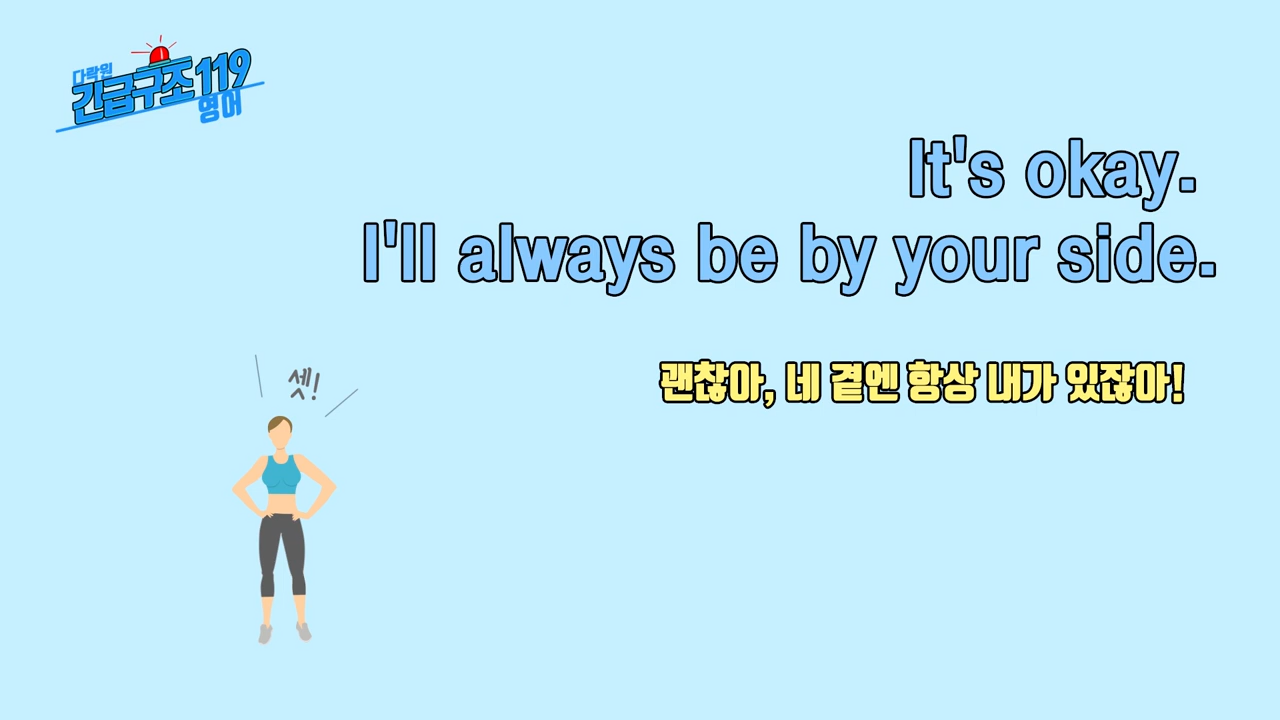 다락원
긴급구조119
영어
It's okay.
I'll always be by your side.
괜찮아, 네 곁엔 항상 내가 있잖아!
셋!